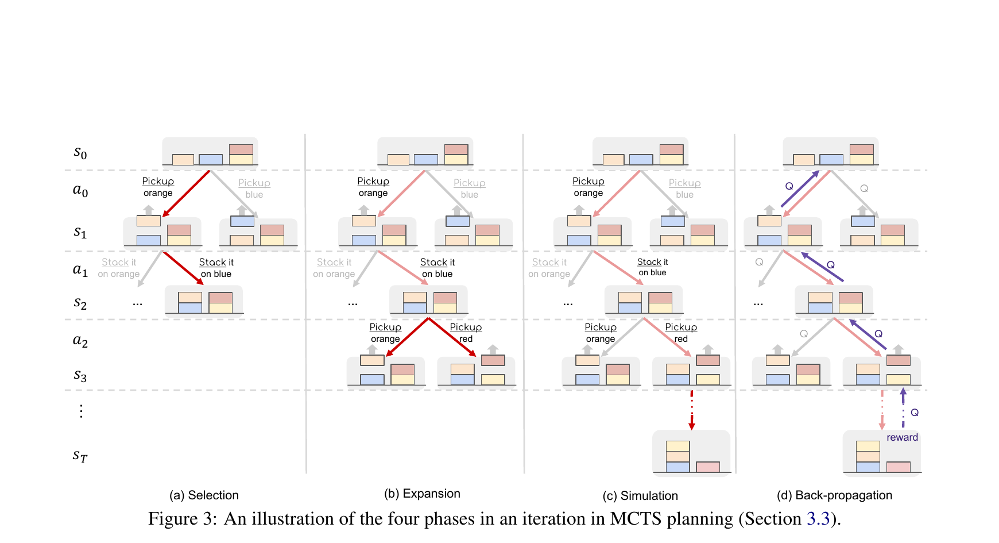 s0
a0
s1
a1
s2
a2
s3
⋮
sT
Pickup
orange
Pickup
blue
Stack it
on orange
Stack it
on blue
...
(a) Selection
Pickup
orange
Pickup
blue
Stack it
on orange
Stack it
on blue
...
Pickup
orange
Pickup
red
(b) Expansion
Pickup
orange
Pickup
blue
Stack it
on orange
Stack it
on blue
...
Pickup
orange
Pickup
red
(c) Simulation
Q
Q
Q
Q
...
Q
Q
Q
reward
(d) Back-propagation
Figure 3: An illustration of the four phases in an iteration in MCTS planning (Section 3.3).